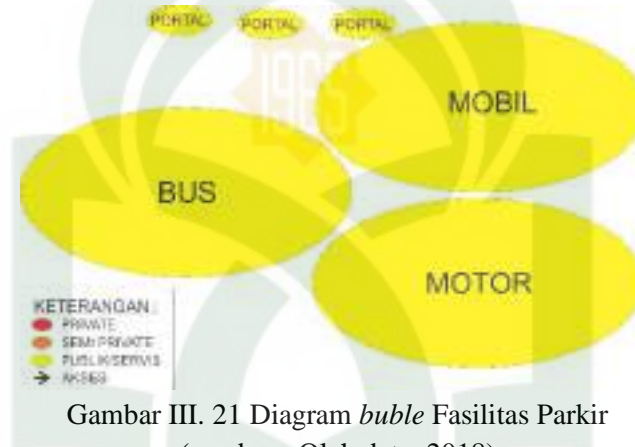 PORTAL PORTAL PORTAL
1965
MOBIL
BUS
MOTOR
KETERANGAN :
PRIVATE
SEMI PRIVATE
PUBLIK/SERVIS
AKSES
Gambar III. 21 Diagram buble Fasilitas Parkir